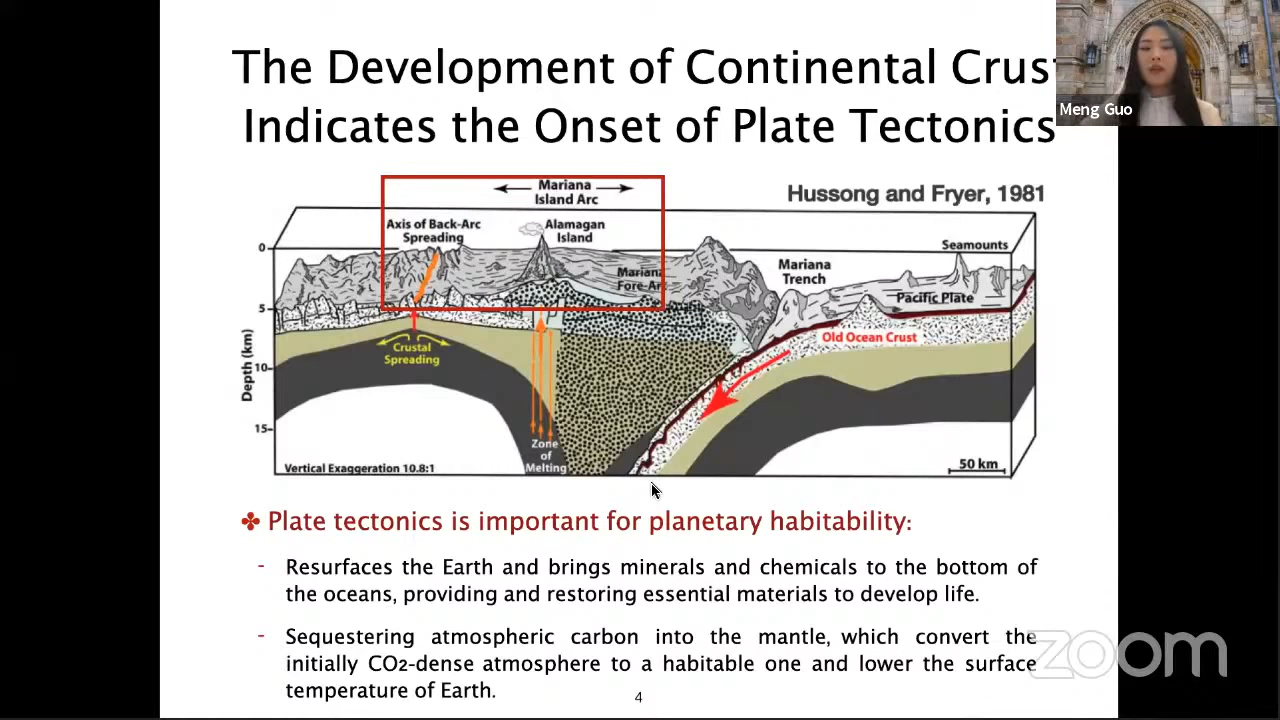 The Development of Continental Crust
Indicates the Onset of Plate Tectonics
Meng Guo
Mariana
Island Arc
Hussong and Fryer, 1981
Axis of Back-Arc
Spreading
Alamagan
Island
Seamounts
Mariana
Fore-Ar
Mariana
Trench
Pacific Plate
Old Ocean Crust
Crustal
Spreading
Zone
of
Melting
Depth (km)
0
5
10
15
Vertical Exaggeration 10.8:1
50 km
Plate tectonics is important for planetary habitability:
- Resurfaces the Earth and brings minerals and chemicals to the bottom of
the oceans, providing and restoring essential materials to develop life.
- Sequestering atmospheric carbon into the mantle, which convert the
initially CO2-dense atmosphere to a habitable one and lower the surface
temperature of Earth.
4
zoom